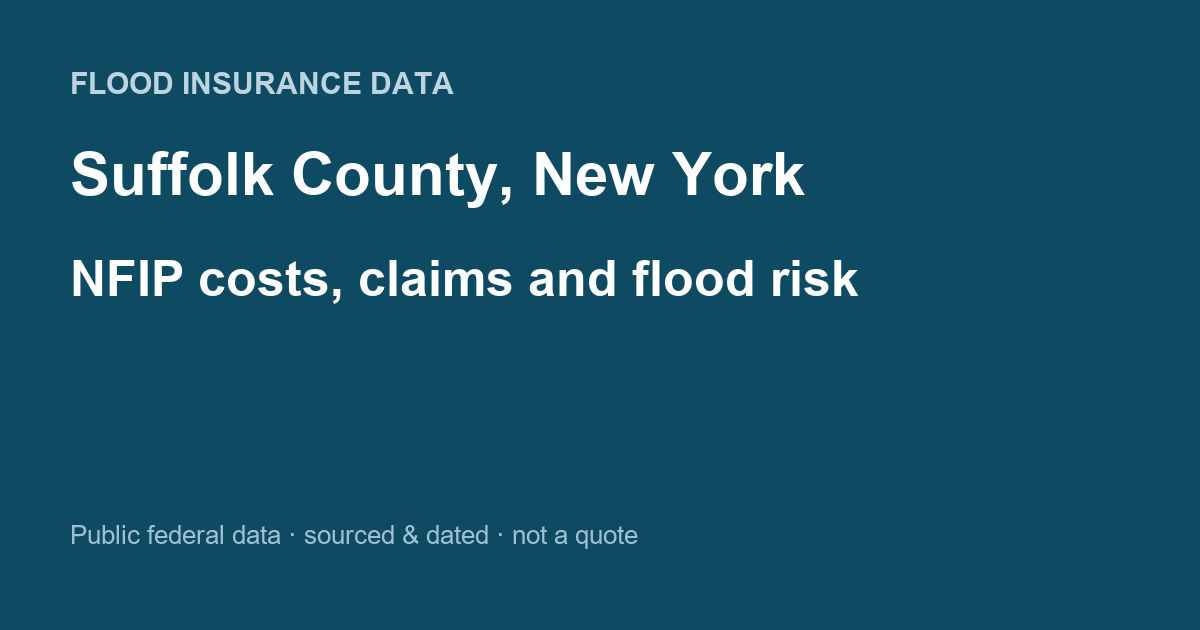 FLOOD INSURANCE DATA
Suffolk County, New York
NFIP costs, claims and flood risk
Public federal data · sourced & dated · not a quote